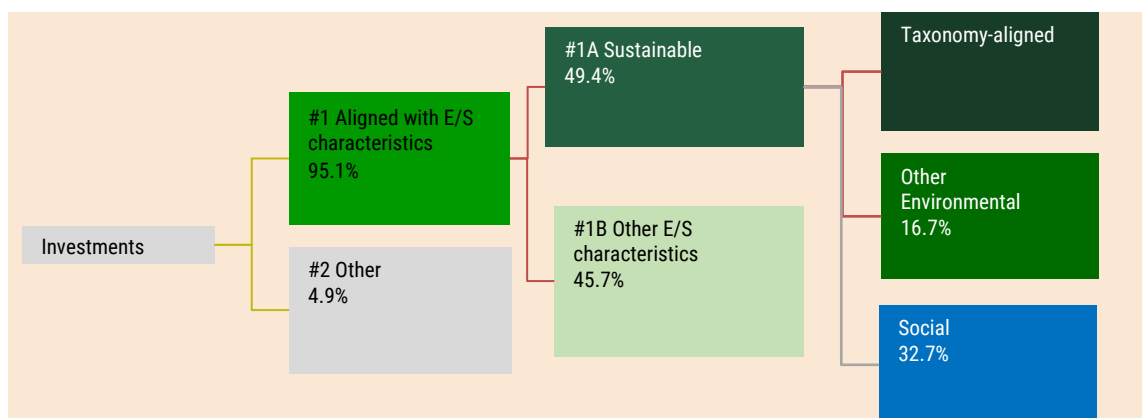 Investments
#1 Aligned with E/S
characteristics
95.1%
#2 Other
4.9%
#1A Sustainable
49.4%
#1B Other E/S
characteristics
45.7%
Taxonomy-aligned
Other
Environmental
16.7%
Social
32.7%